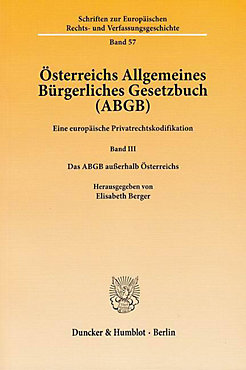 Schriften zur Europäischen
Rechts- und Verfassungsgeschichte
Band 57
Österreichs Allgemeines
Bürgerliches Gesetzbuch
(ABGB)
Eine europäische Privatrechtskodifikation
Band III
Das ABGB außerhalb Österreichs
Herausgegeben von
Elisabeth Berger
Duncker & Humblot · Berlin